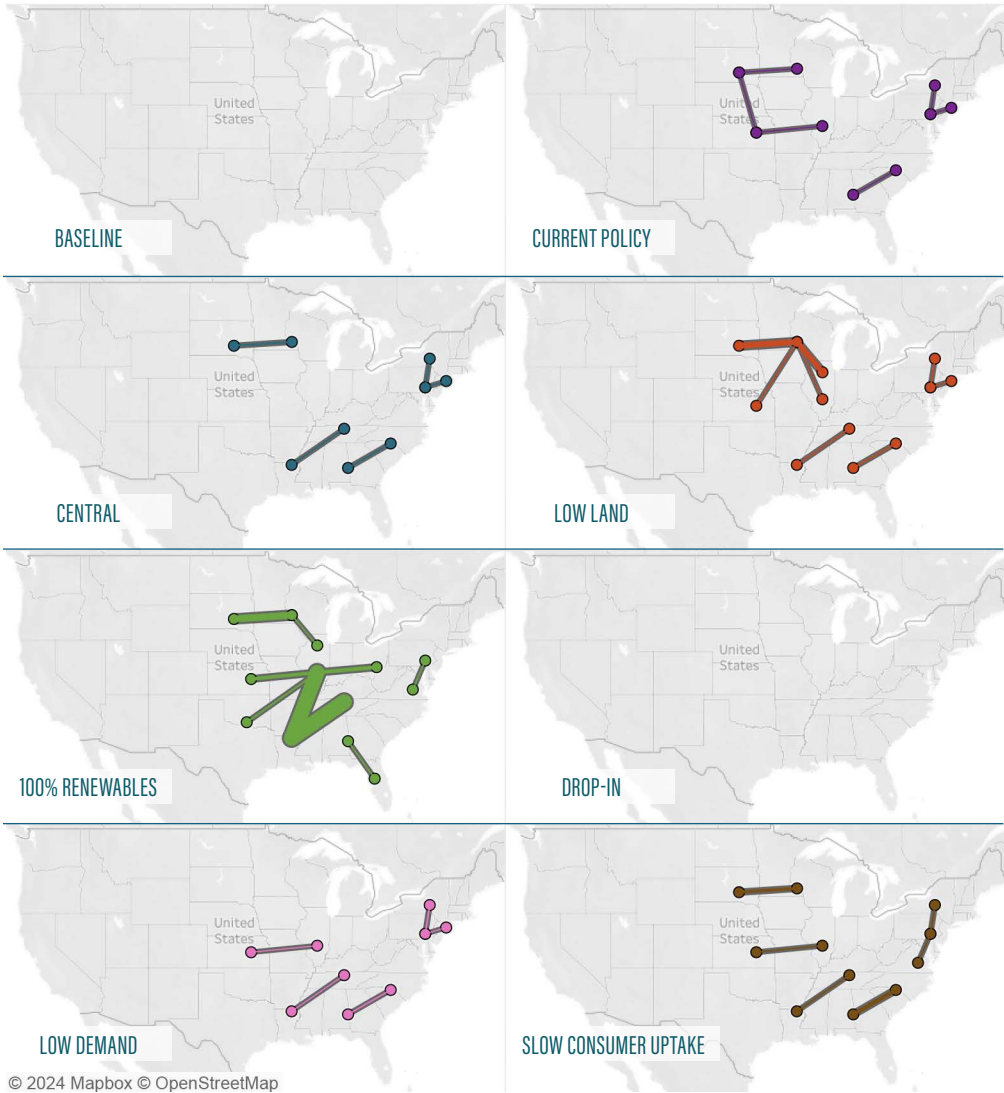 United
States
BASELINE
United
States
CURRENT POLICY
United
States
CENTRAL
United
States
LOW LAND
United
States
100% RENEWABLES
United
States
DROP-IN
United
States
LOW DEMAND
United
States
SLOW CONSUMER UPTAKE
© 2024 Mapbox © OpenStreetMap